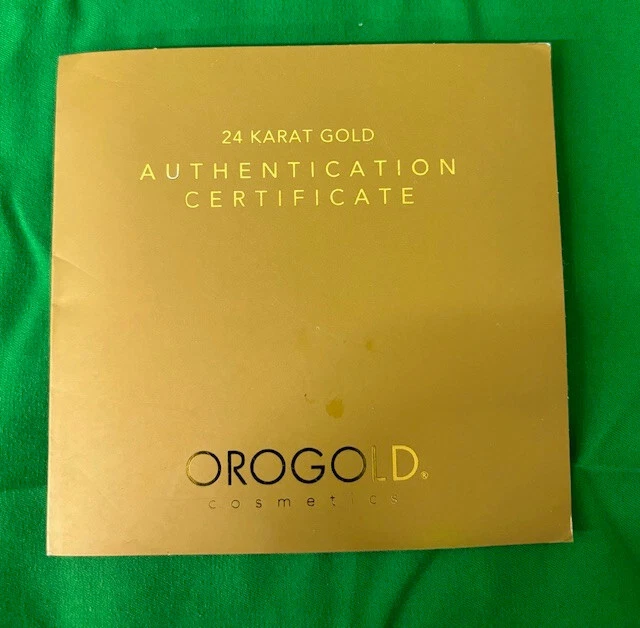 24 KARAT GOLD
AUTHENTICATION
CERTIFICATE
OROGOLD®
cosmetics